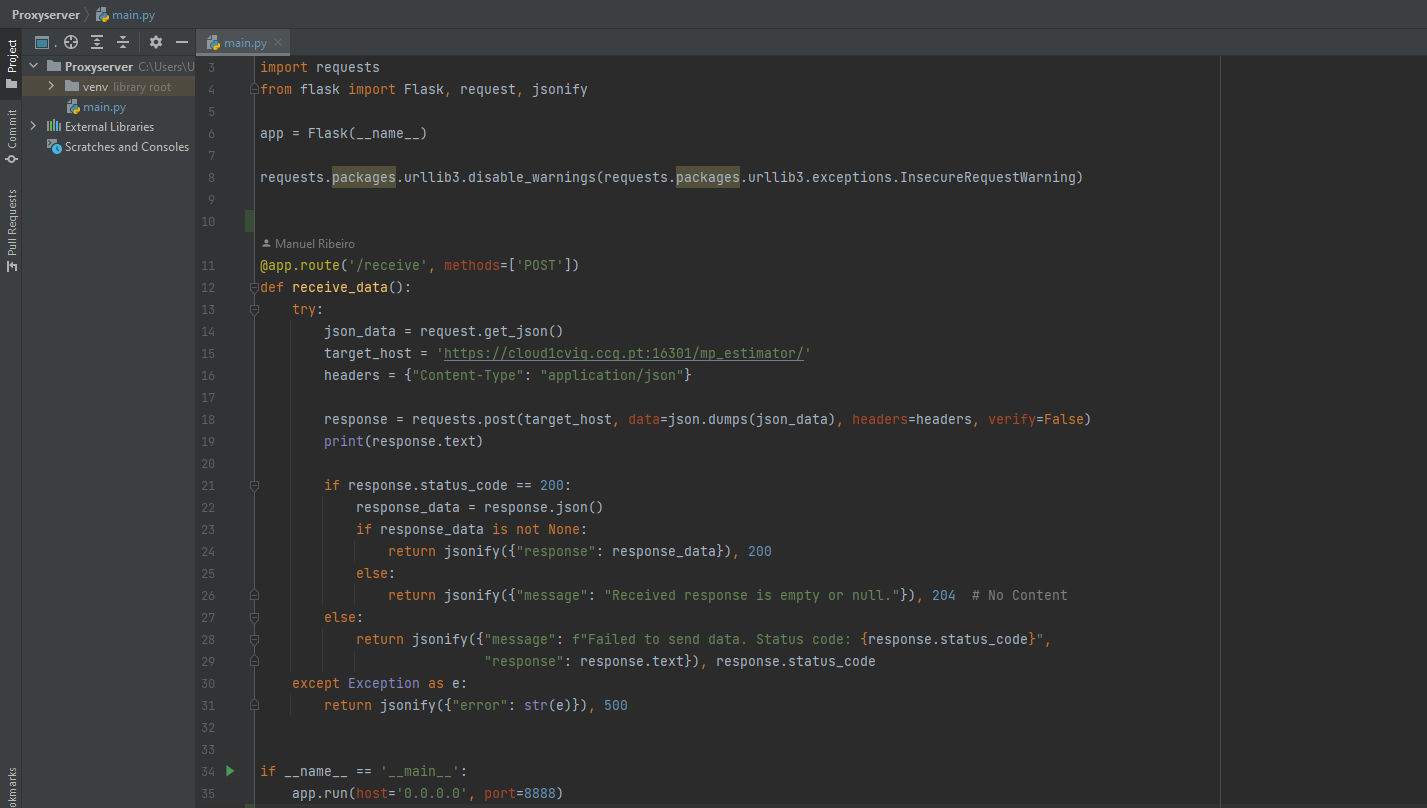 Proxyserver main.py
Project
Commit
Pull Requests
Proxyserver C:\Users\U
venv library root
main.py
External Libraries
Scratches and Consoles
main.py
3 import requests
4 from flask import Flask, request, jsonify
5
6 app = Flask(__name__)
7
8 requests.packages.urllib3.disable_warnings(requests.packages.urllib3.exceptions.InsecureRequestWarning)
9
10
Manuel Ribeiro
11 @app.route('/receive', methods=['POST'])
12 def receive_data():
13     try:
14         json_data = request.get_json()
15         target_host = 'https://cloud1cvig.ccg.pt:16301/mp_estimator/'
16         headers = {"Content-Type": "application/json"}
17
18         response = requests.post(target_host, data=json.dumps(json_data), headers=headers, verify=False)
19         print(response.text)
20
21         if response.status_code == 200:
22             response_data = response.json()
23             if response_data is not None:
24                 return jsonify({"response": response_data}), 200
25             else:
26                 return jsonify({"message": "Received response is empty or null."}), 204  # No Content
27         else:
28             return jsonify({"message": f"Failed to send data. Status code: {response.status_code}",
29                             "response": response.text}), response.status_code
30     except Exception as e:
31         return jsonify({"error": str(e)}), 500
32
33
34 if __name__ == '__main__':
35     app.run(host='0.0.0.0', port=8888)
okmarks